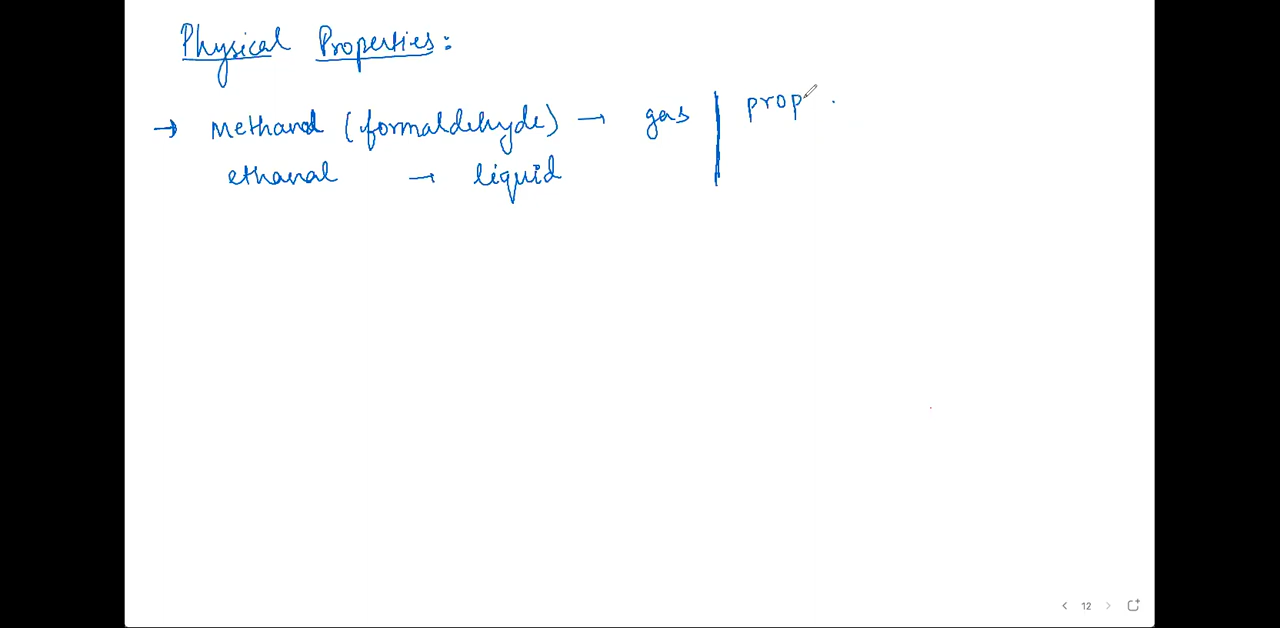 Physical Properties:
→ Methanal (formaldehyde) → gas
ethanal → liquid
prop
12